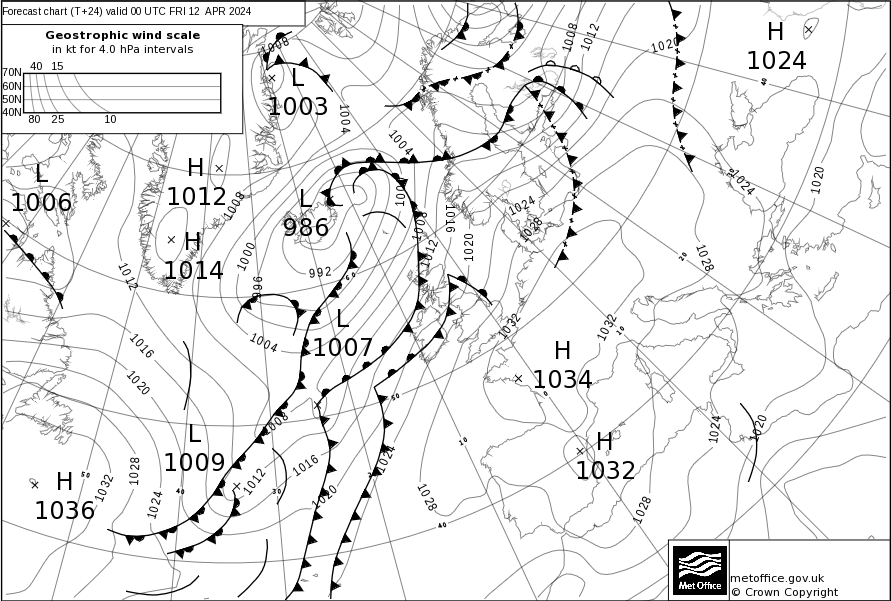 Forecast chart (T+24) valid 00 UTC FRI 12 APR 2024
Geostrophic wind scale
in kt for 4.0 hPa intervals
40 15
70N
60N
50N
40N
80 25 10
1008
1008
1012
1020
H
1024
40
L
1003
1004
1004
H
1012
L
1006
1008
L
986
1000
1008
1016
1024
1028
1024
1020
H
1014
1000
1012
1020
1028
20
992
996
60
1012
1004
L
1007
1032
1032
10
1016
1020
H
1034
0
50
1008
L
1009
1024
1020
H
1032
10
H
1036
50
1032
1028
1024
40
1012
30
1016
1020
1024
1028
40
1028
Met Office
metoffice.gov.uk
© Crown Copyright